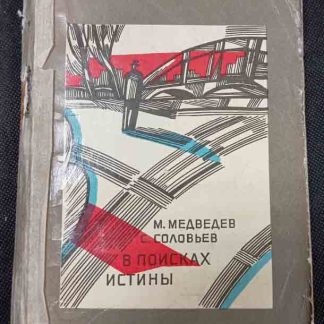 М. МЕДВЕДЕВ
С. СОЛОВЬЕВ
В ПОИСКАХ
ИСТИНЫ